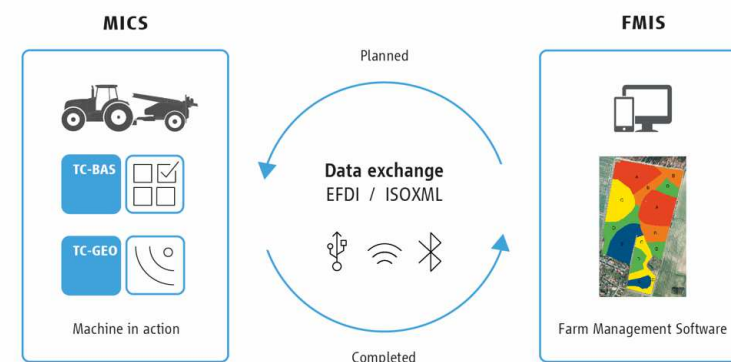 MICS
FMIS
Planned
TC-BAS
Data exchange
EFDI / ISOXML
TC-GEO
Machine in action
Farm Management Software
Completed